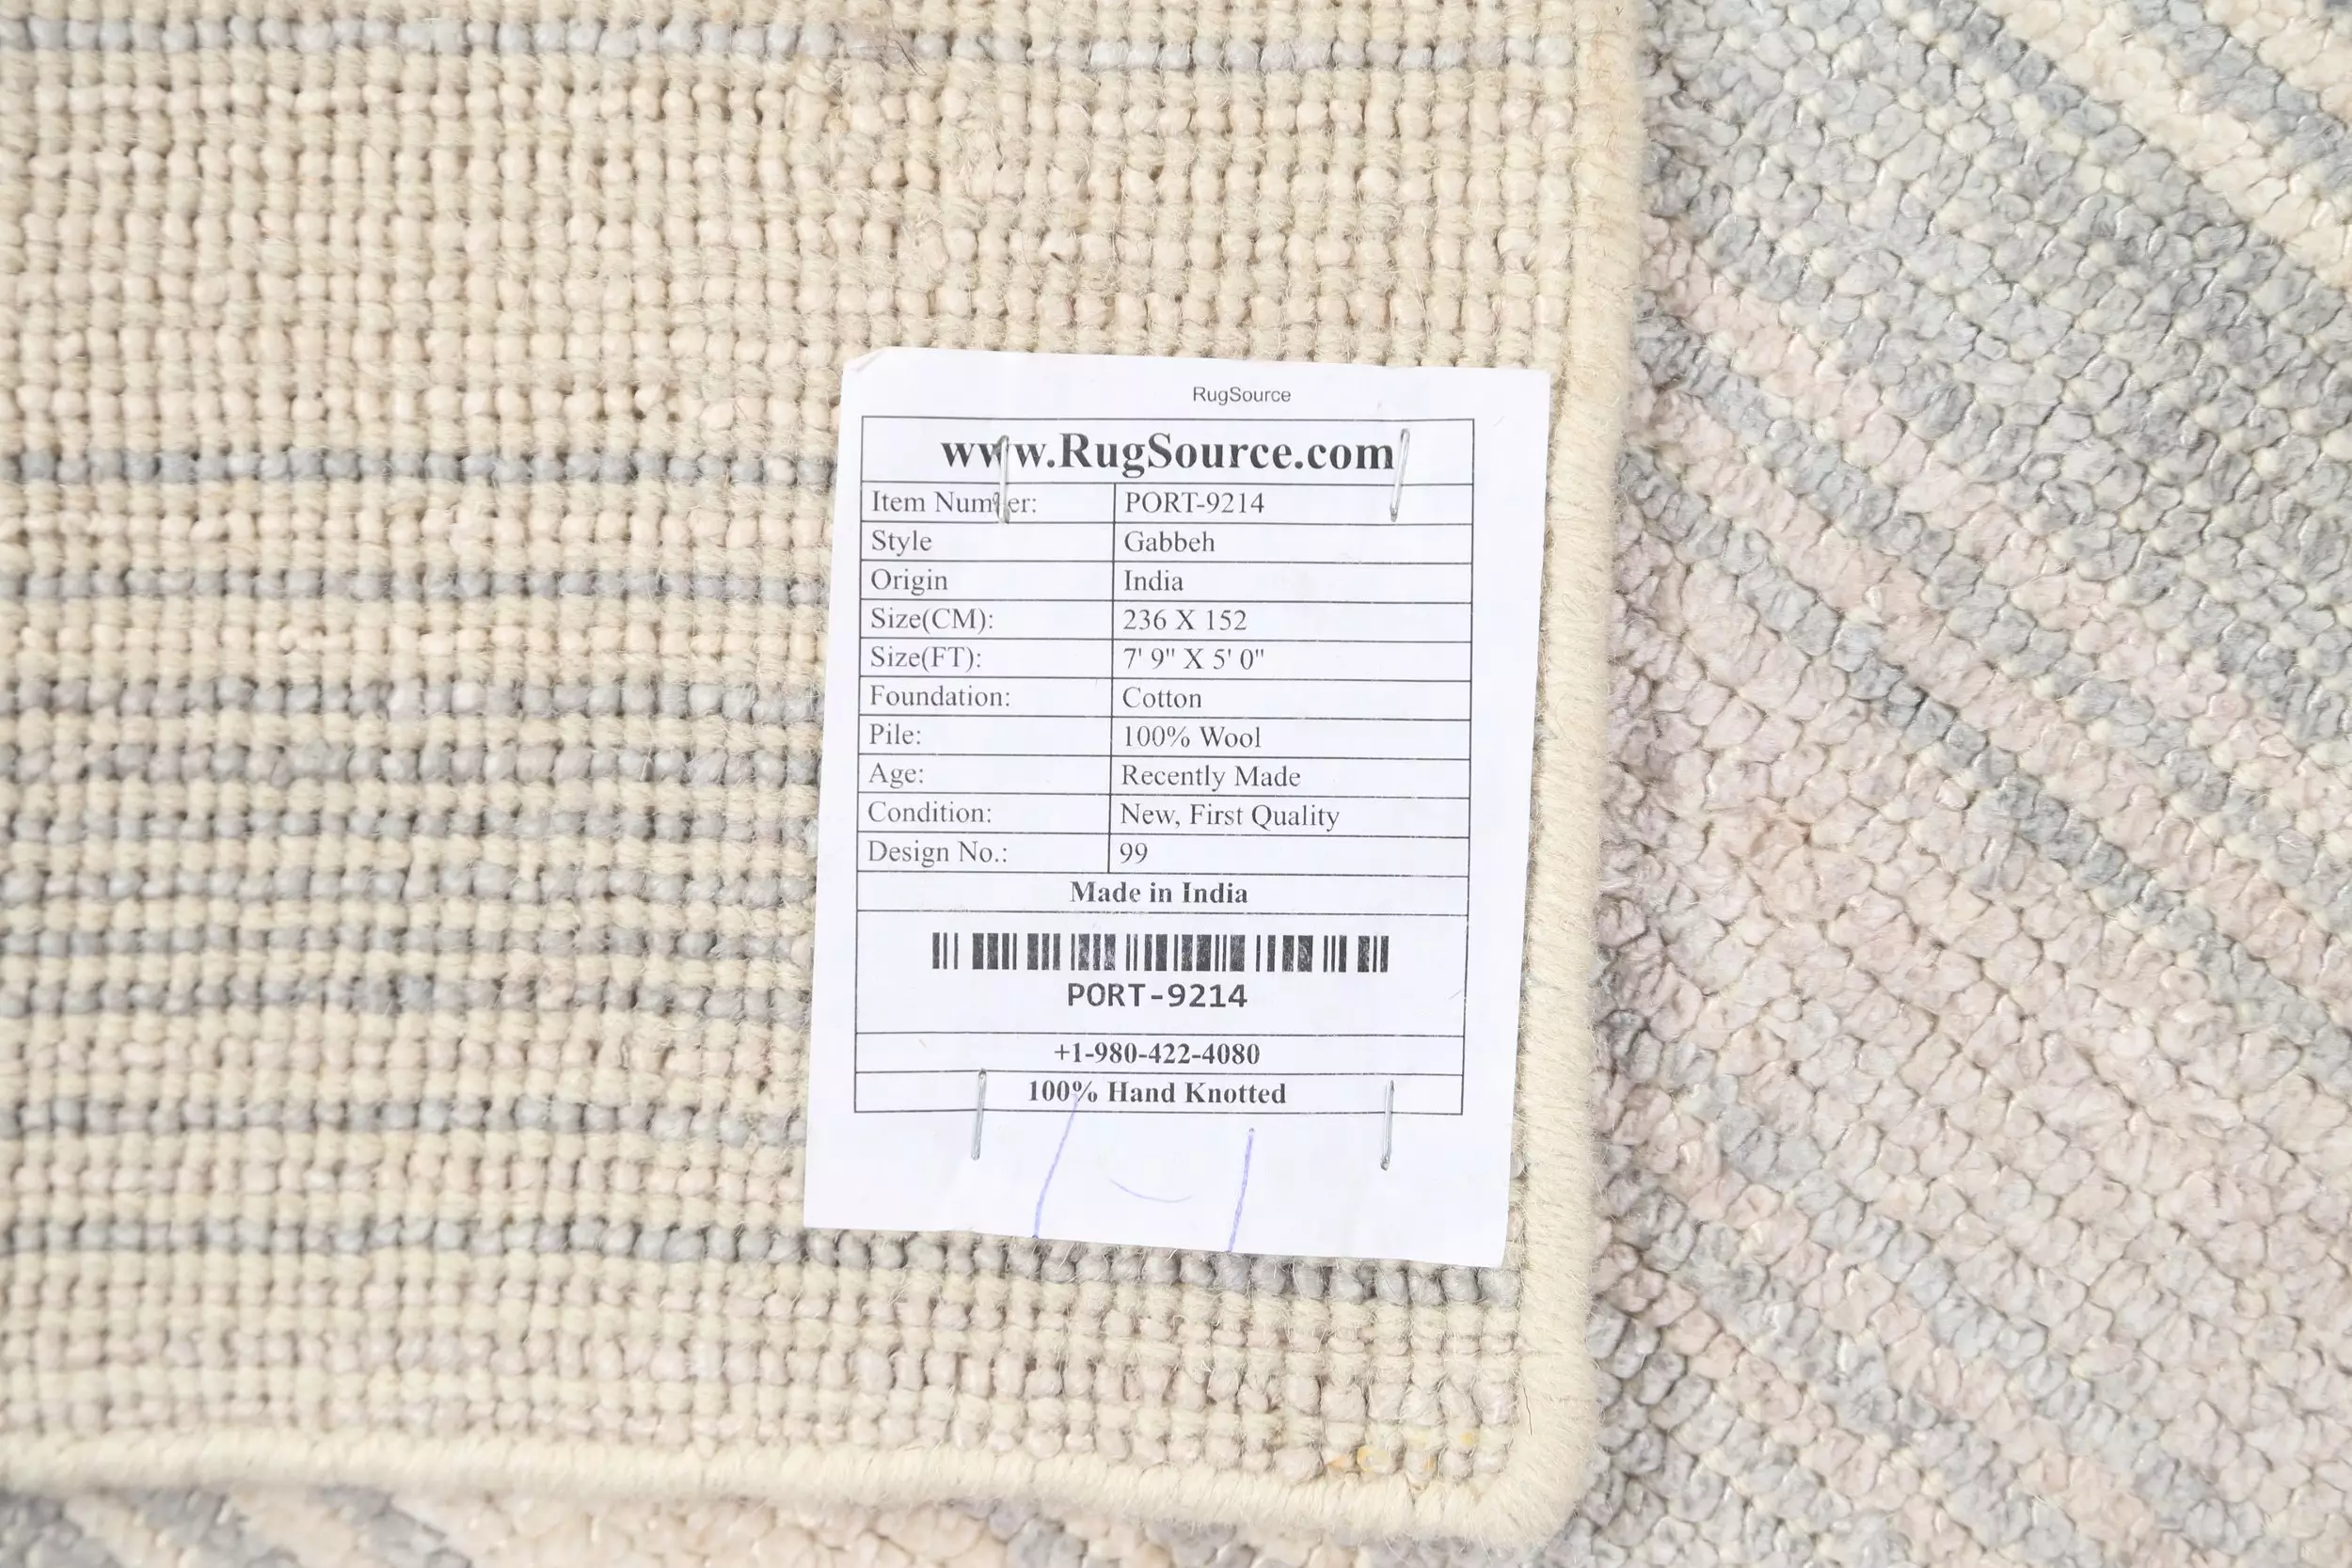 RugSource
www.RugSource.com
Item Number: PORT-9214
Style Gabbeh
Origin India
Size(CM): 236 X 152
Size(FT): 7' 9" X 5' 0"
Foundation: Cotton
Pile: 100% Wool
Age: Recently Made
Condition: New, First Quality
Design No.: 99
Made in India
PORT-9214
+1-980-422-4080
100% Hand Knotted